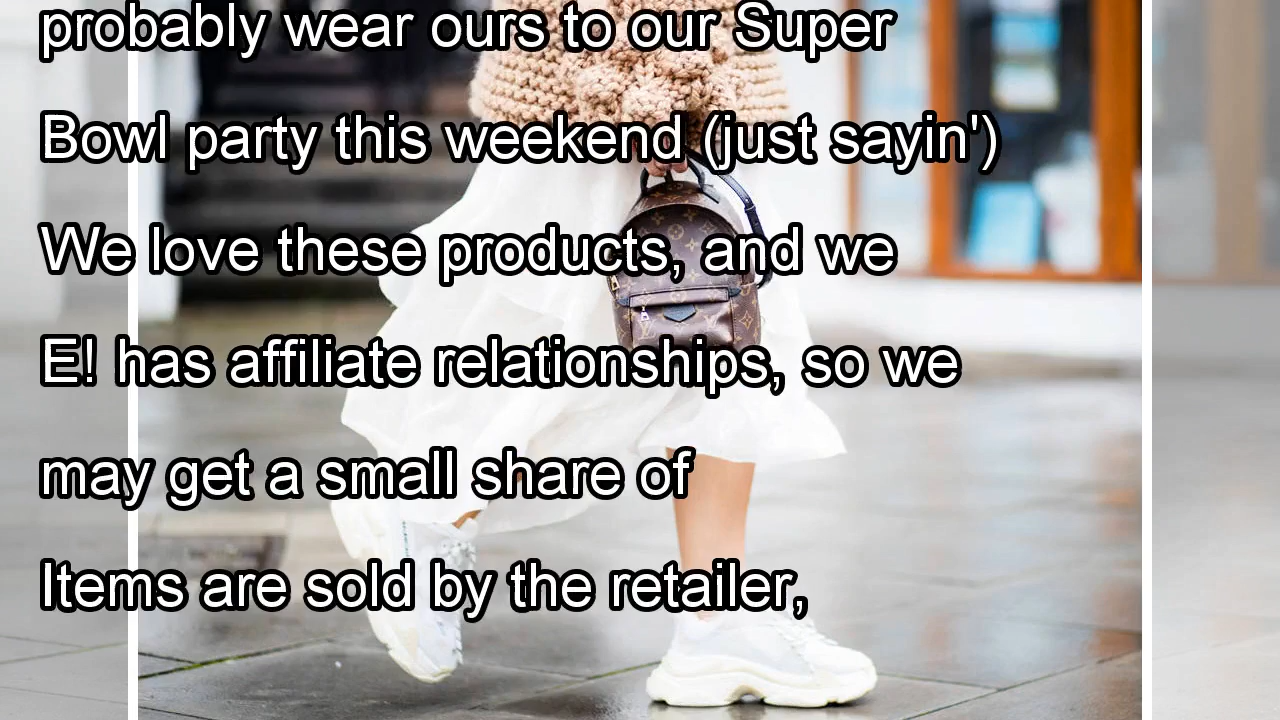 probably wear ours to our Super
Bowl party this weekend (just sayin')
We love these products, and we
E! has affiliate relationships, so we
may get a small share of
Items are sold by the retailer,